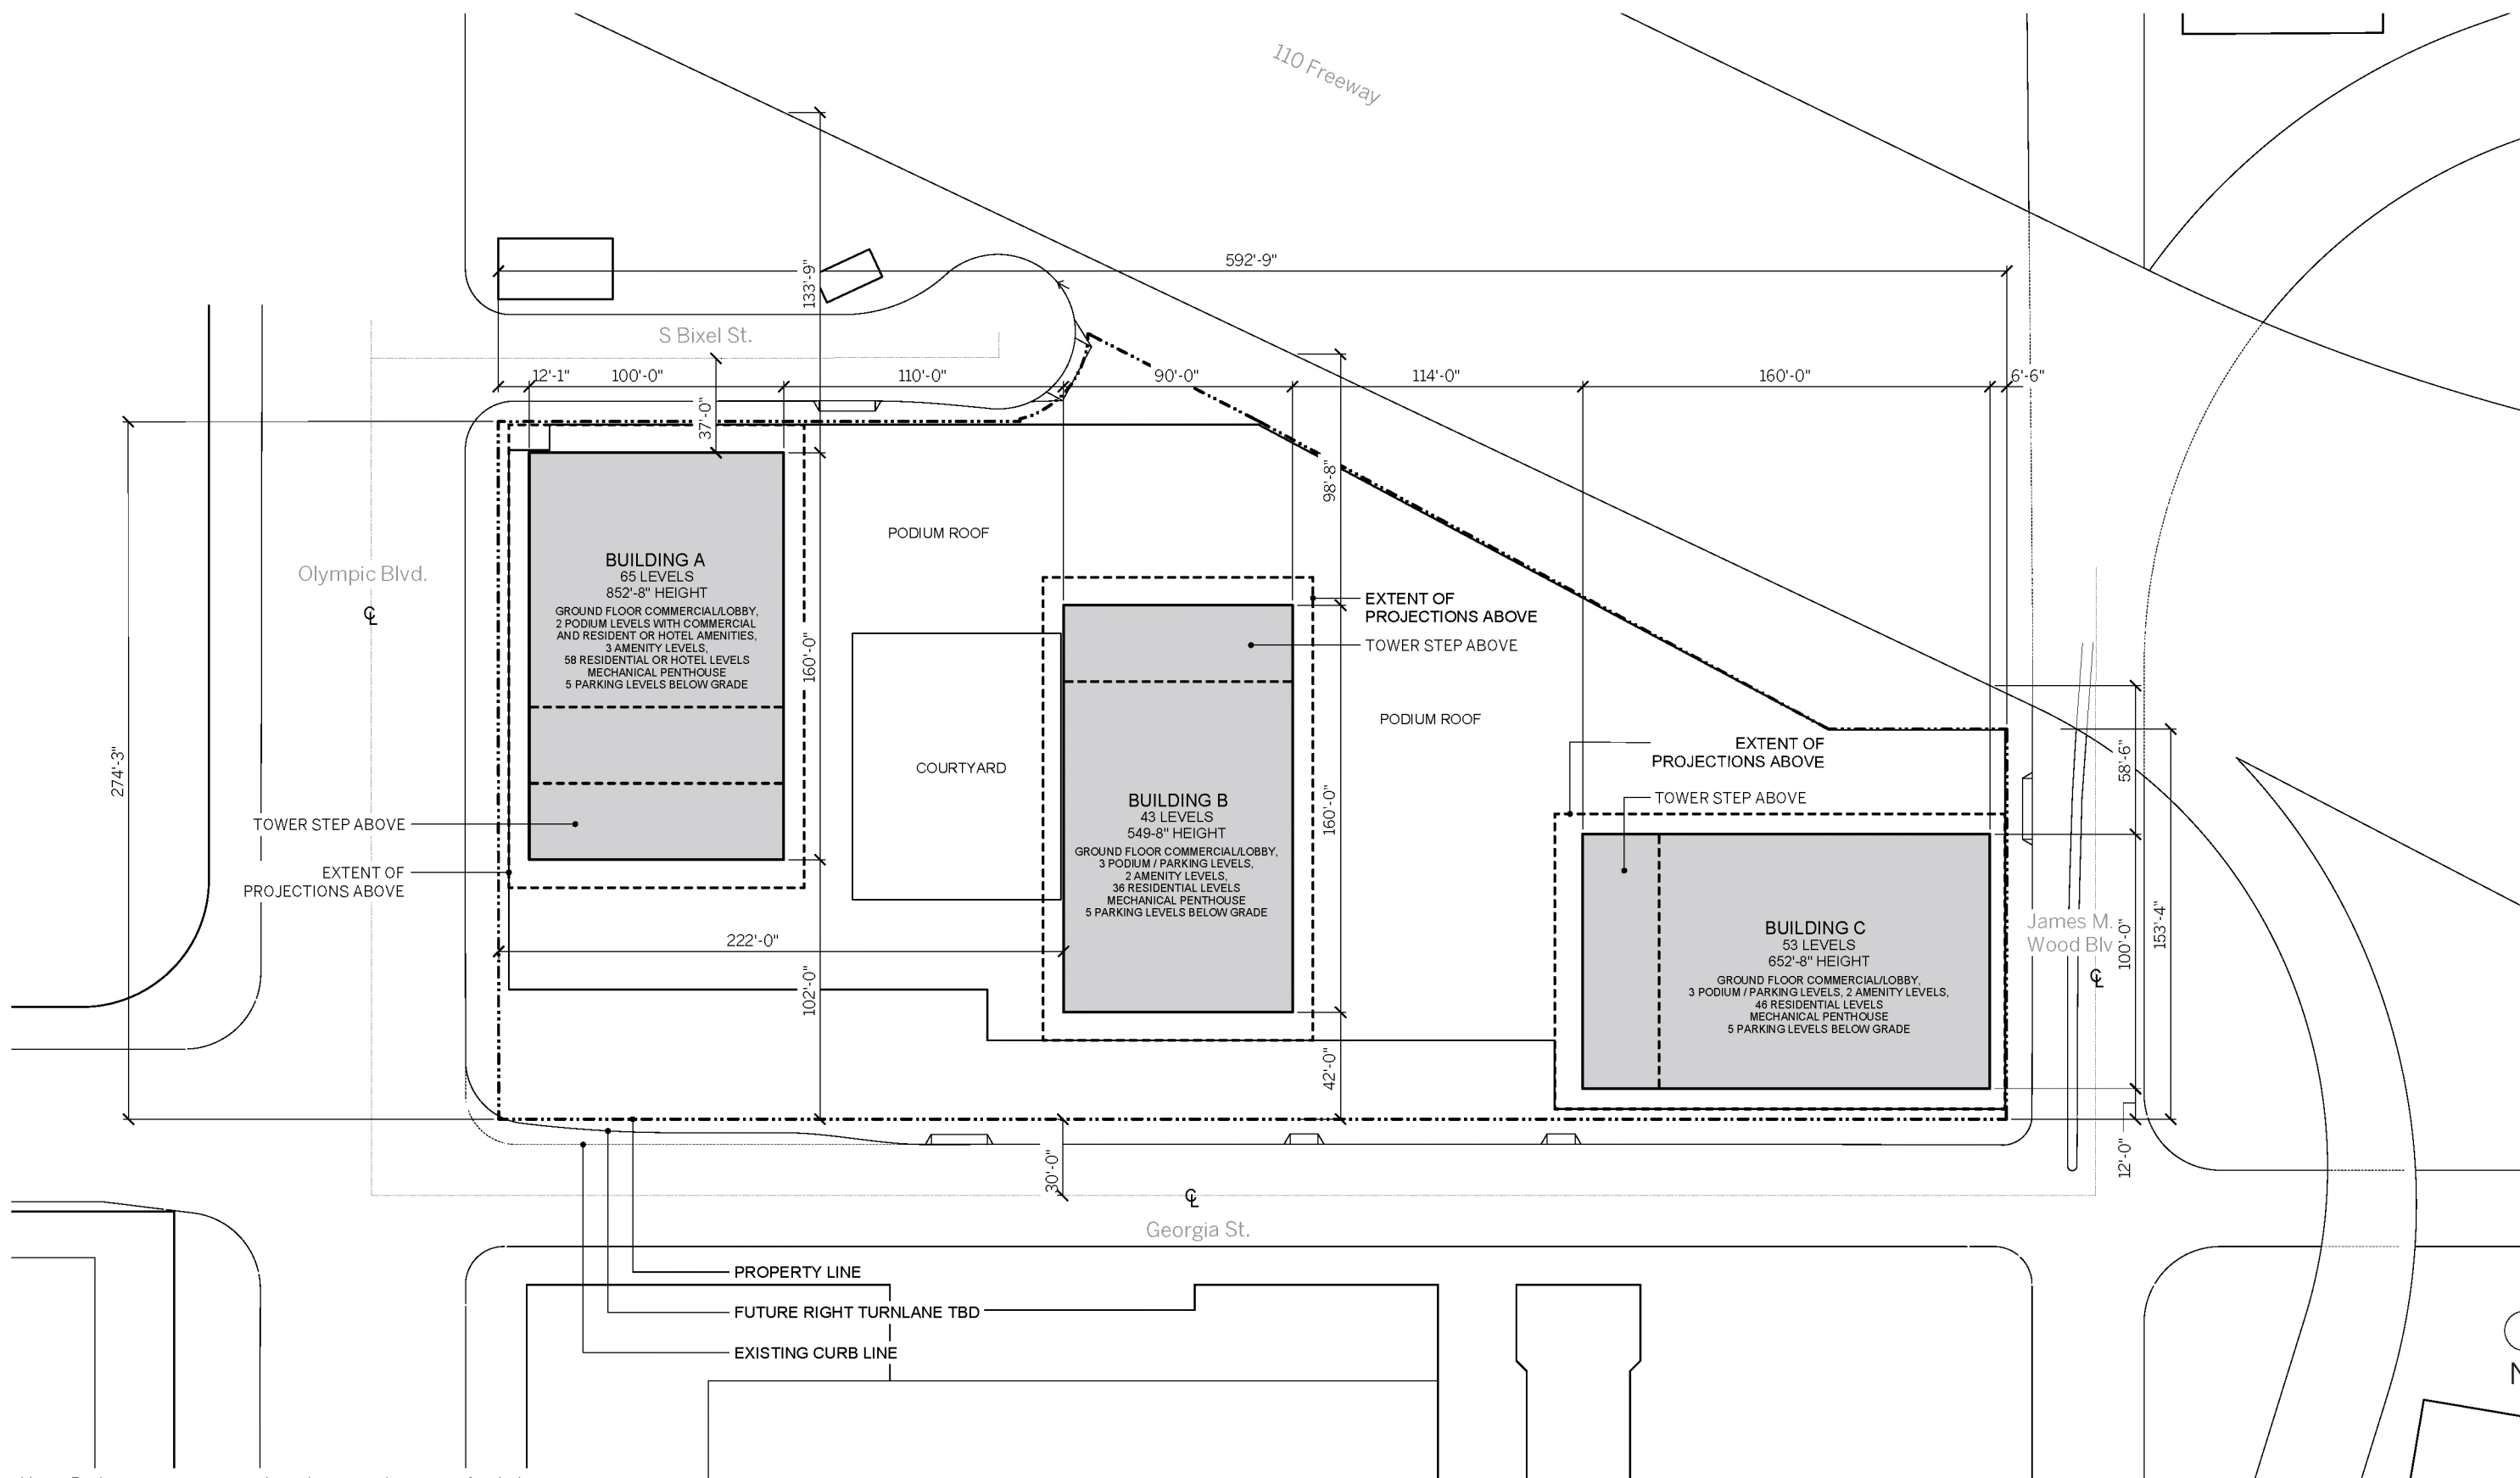 110 Freeway
592'-9"
133'-9"
S Bixel St.
12'-1"
100'-0"
110'-0"
90'-0"
114'-0"
160'-0"
6'-6"
37'-0"
98'-8"
PODIUM ROOF
BUILDING A
65 LEVELS
852'-8" HEIGHT
GROUND FLOOR COMMERCIAL/LOBBY,
2 PODIUM LEVELS WITH COMMERCIAL
AND RESIDENT OR HOTEL AMENITIES,
3 AMENITY LEVELS,
58 RESIDENTIAL OR HOTEL LEVELS
MECHANICAL PENTHOUSE
5 PARKING LEVELS BELOW GRADE
Olympic Blvd.
℄
160'-0"
EXTENT OF
PROJECTIONS ABOVE
TOWER STEP ABOVE
PODIUM ROOF
274'-3"
COURTYARD
EXTENT OF
PROJECTIONS ABOVE
TOWER STEP ABOVE
58'-6"
TOWER STEP ABOVE
EXTENT OF
PROJECTIONS ABOVE
BUILDING B
43 LEVELS
549-8" HEIGHT
GROUND FLOOR COMMERCIAL/LOBBY,
3 PODIUM / PARKING LEVELS,
2 AMENITY LEVELS,
36 RESIDENTIAL LEVELS
MECHANICAL PENTHOUSE
5 PARKING LEVELS BELOW GRADE
160'-0"
222'-0"
102'-0"
BUILDING C
53 LEVELS
652'-8" HEIGHT
GROUND FLOOR COMMERCIAL/LOBBY,
3 PODIUM / PARKING LEVELS, 2 AMENITY LEVELS,
46 RESIDENTIAL LEVELS
MECHANICAL PENTHOUSE
5 PARKING LEVELS BELOW GRADE
James M.
Wood Blv
℄
100'-0"
153'-4"
42'-0"
12'-0"
30'-0"
℄
Georgia St.
PROPERTY LINE
FUTURE RIGHT TURNLANE TBD
EXISTING CURB LINE
N